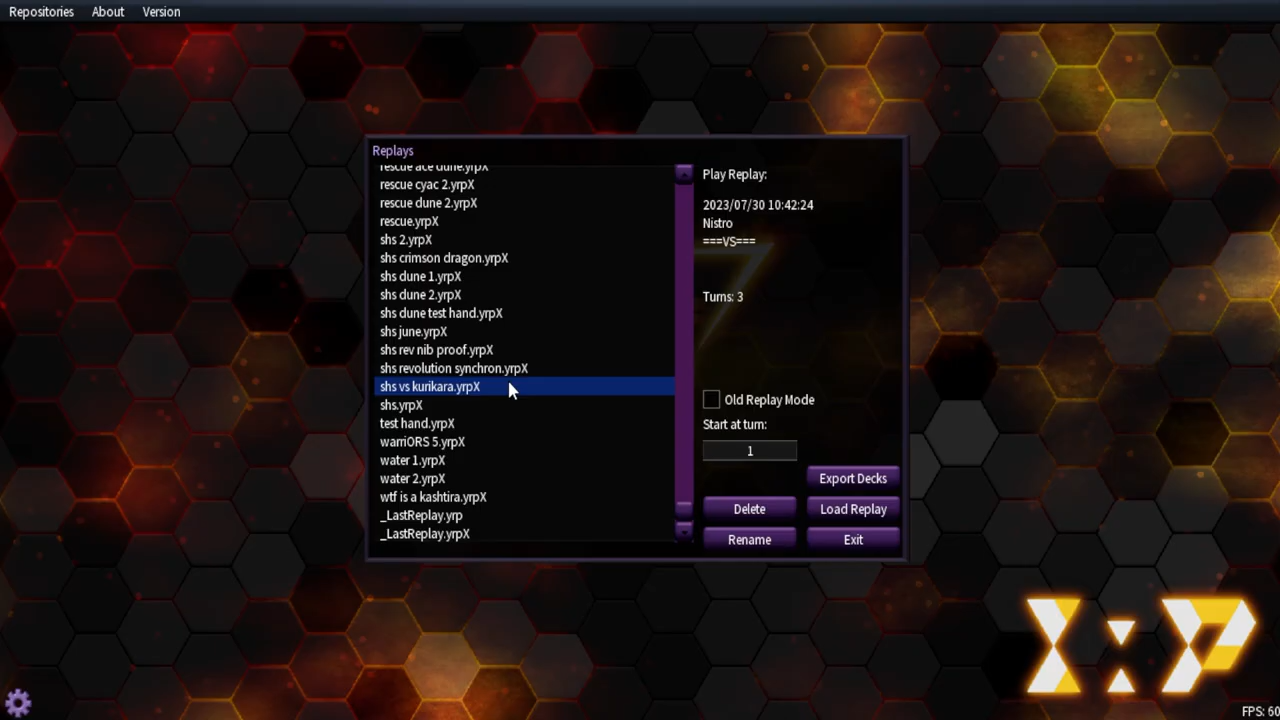 Repositories About Version
Replays
rescue ace dune.yrpX
rescue cyac 2.yrpX
rescue dune 2.yrpX
rescue.yrpX
shs 2.yrpX
shs crimson dragon.yrpX
shs dune 1.yrpX
shs dune 2.yrpX
shs dune test hand.yrpX
shs june.yrpX
shs rev nib proof.yrpX
shs revolution synchron.yrpX
shs vs kurikara.yrpX
shs.yrpX
test hand.yrpX
warriORS 5.yrpX
water 1.yrpX
water 2.yrpX
wtf is a kashtira.yrpX
_LastReplay.yrp
_LastReplay.yrpX
Play Replay:
2023/07/30 10:42:24
Nistro
===VS===
Turns: 3
Old Replay Mode
Start at turn:
1
Export Decks
Delete Load Replay
Rename Exit
I:P
FPS: 60